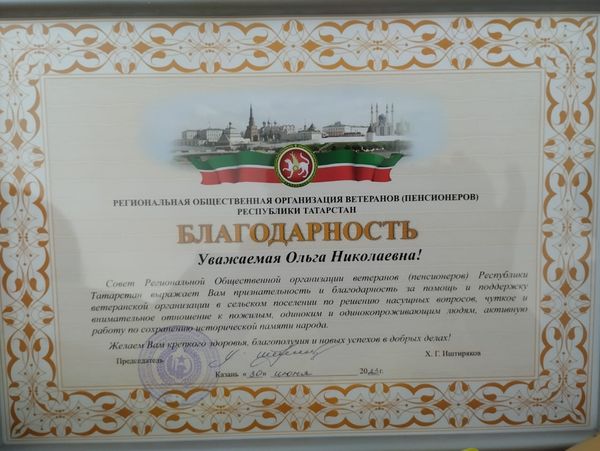 РЕГИОНАЛЬНАЯ ОБЩЕСТВЕННАЯ ОРГАНИЗАЦИЯ ВЕТЕРАНОВ (ПЕНСИОНЕРОВ)
РЕСПУБЛИКИ ТАТАРСТАН
БЛАГОДАРНОСТЬ
Уважаемая Ольга Николаевна!
Совет Региональной Общественной организации ветеранов (пенсионеров) Республики
Татарстан выражает Вам признательность и благодарность за помощь и поддержку
ветеранской организации в сельском поселении по решению насущных вопросов, чуткое и
внимательное отношение к пожилым, одиноким и одинокопроживающим людям, активную
работу по сохранению исторической памяти народа.
Желаем Вам крепкого здоровья, благополучия и новых успехов в добрых делах!
Председатель Х. Г. Иштиряков
Казань «30» июня 2023г.